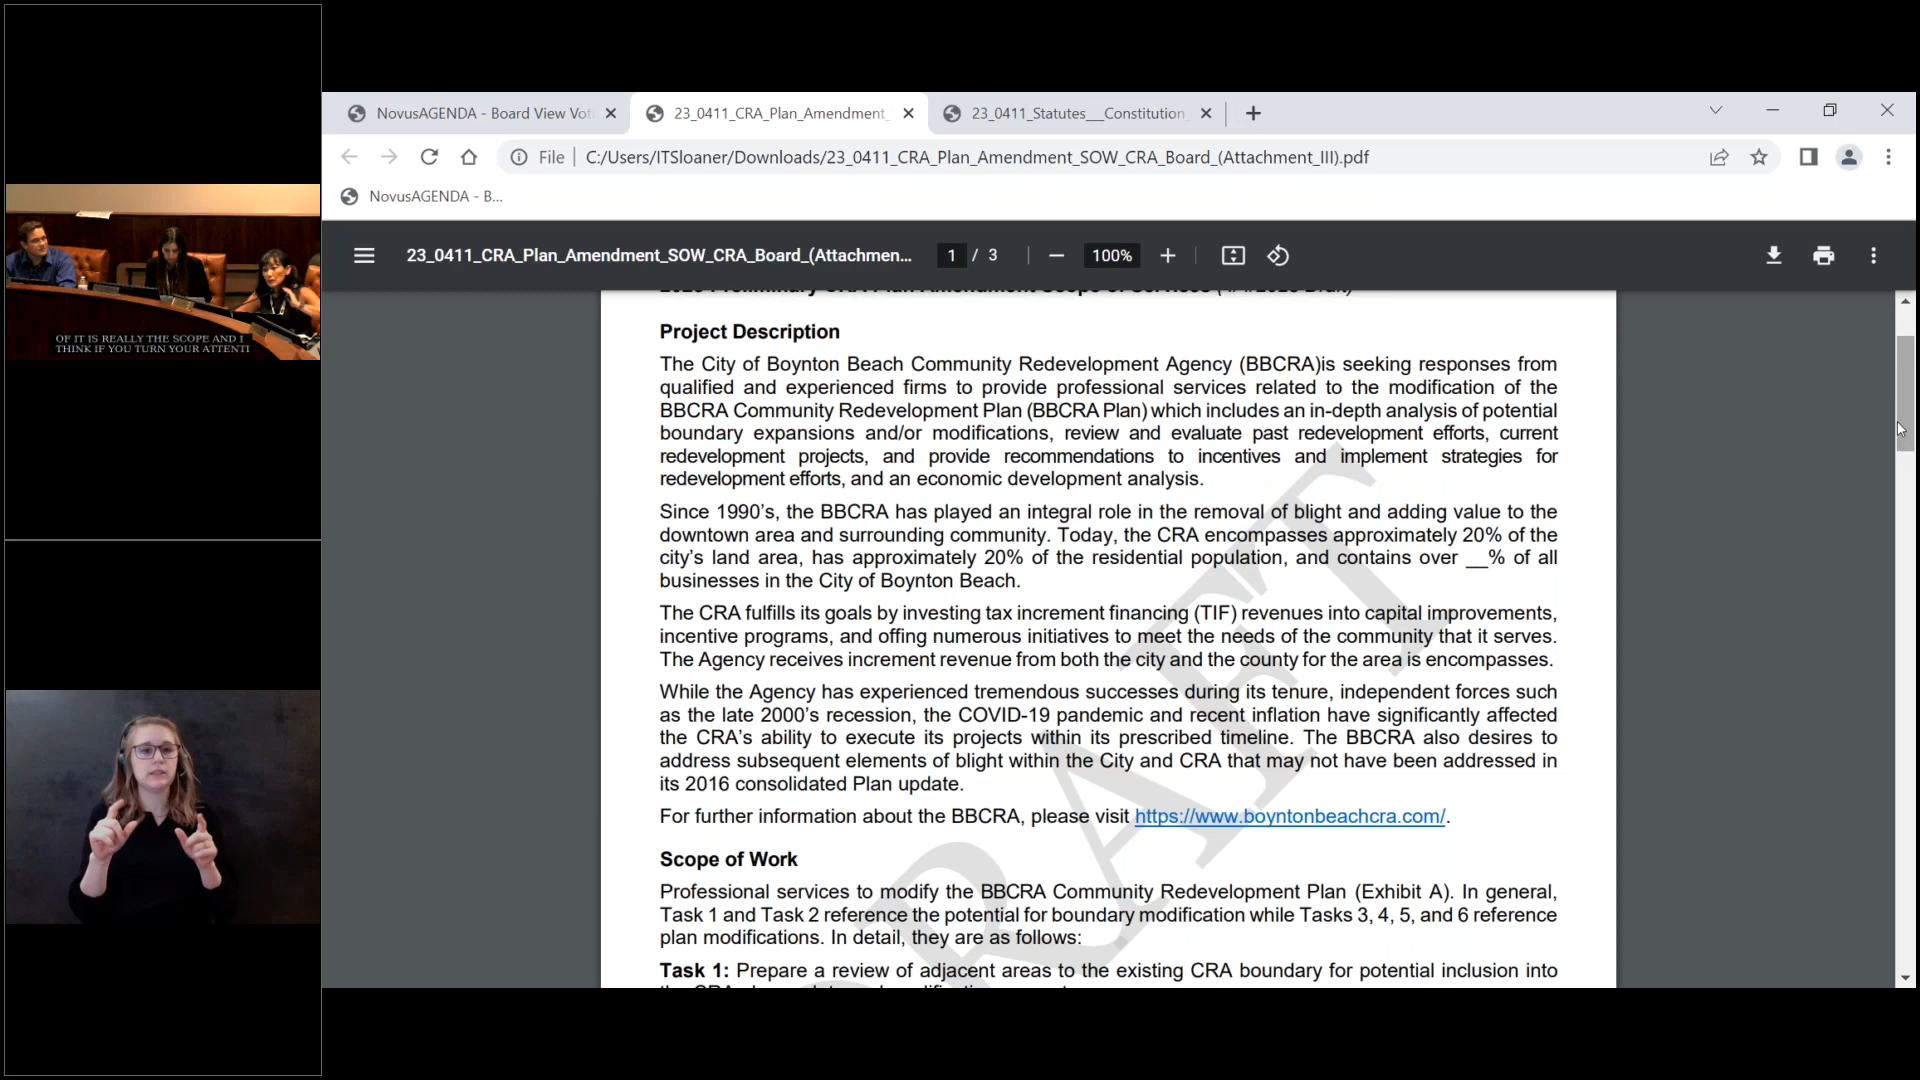 NovusAGENDA - Board View Vot
23_0411_CRA_Plan_Amendment_
23_0411_Statutes___Constitution_
File
C:/Users/ITSloaner/Downloads/23_0411_CRA_Plan_Amendment_SOW_CRA_Board_(Attachment_III).pdf
NovusAGENDA - B...
23_0411_CRA_Plan_Amendment_SOW_CRA_Board_(Attachmen...
1 / 3
100%
Project Description
The City of Boynton Beach Community Redevelopment Agency (BBCRA)is seeking responses from
qualified and experienced firms to provide professional services related to the modification of the
BBCRA Community Redevelopment Plan (BBCRA Plan) which includes an in-depth analysis of potential
boundary expansions and/or modifications, review and evaluate past redevelopment efforts, current
redevelopment projects, and provide recommendations to incentives and implement strategies for
redevelopment efforts, and an economic development analysis.
Since 1990's, the BBCRA has played an integral role in the removal of blight and adding value to the
downtown area and surrounding community. Today, the CRA encompasses approximately 20% of the
city's land area, has approximately 20% of the residential population, and contains over __% of all
businesses in the City of Boynton Beach.
The CRA fulfills its goals by investing tax increment financing (TIF) revenues into capital improvements,
incentive programs, and offing numerous initiatives to meet the needs of the community that it serves.
The Agency receives increment revenue from both the city and the county for the area is encompasses.
While the Agency has experienced tremendous successes during its tenure, independent forces such
as the late 2000's recession, the COVID-19 pandemic and recent inflation have significantly affected
the CRA's ability to execute its projects within its prescribed timeline. The BBCRA also desires to
address subsequent elements of blight within the City and CRA that may not have been addressed in
its 2016 consolidated Plan update.
For further information about the BBCRA, please visit https://www.boyntonbeachcra.com/.
Scope of Work
Professional services to modify the BBCRA Community Redevelopment Plan (Exhibit A). In general,
Task 1 and Task 2 reference the potential for boundary modification while Tasks 3, 4, 5, and 6 reference
plan modifications. In detail, they are as follows:
Task 1: Prepare a review of adjacent areas to the existing CRA boundary for potential inclusion into
DRAFT
OF IT IS REALLY THE SCOPE AND I
THINK IF YOU TURN YOUR ATTENTI